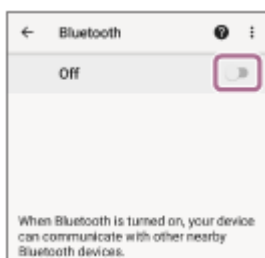 Bluetooth
Off
When Bluetooth is turned on, your device
can communicate with other nearby
Bluetooth devices.